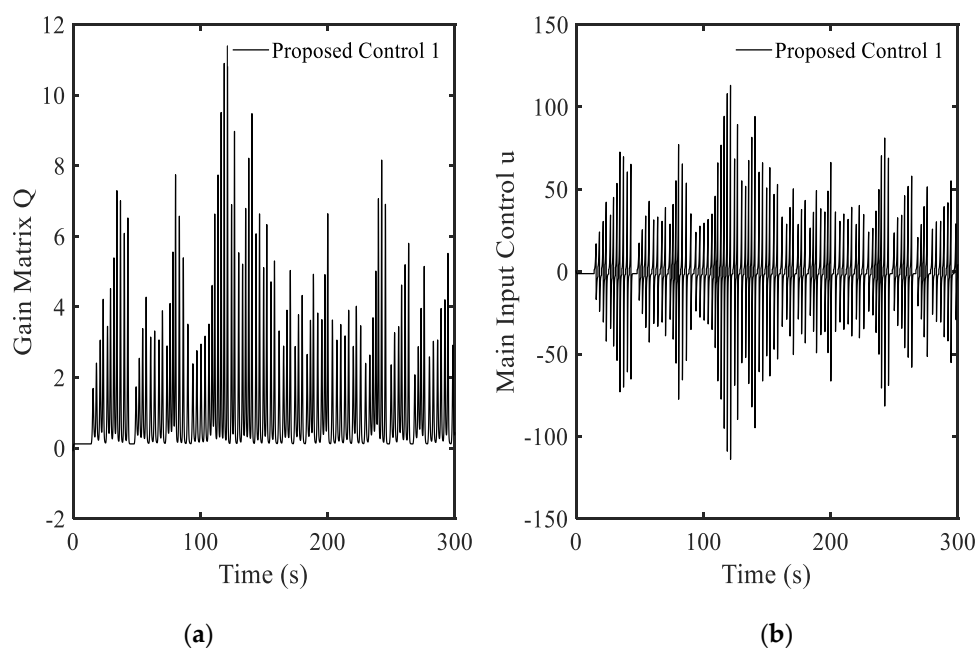 12
10
8
6
4
2
0
-2
Gain Matrix Q
Proposed Control 1
0
100
200
300
Time (s)
(a)
150
100
50
0
-50
-100
-150
Main Input Control u
Proposed Control 1
0
100
200
300
Time (s)
(b)